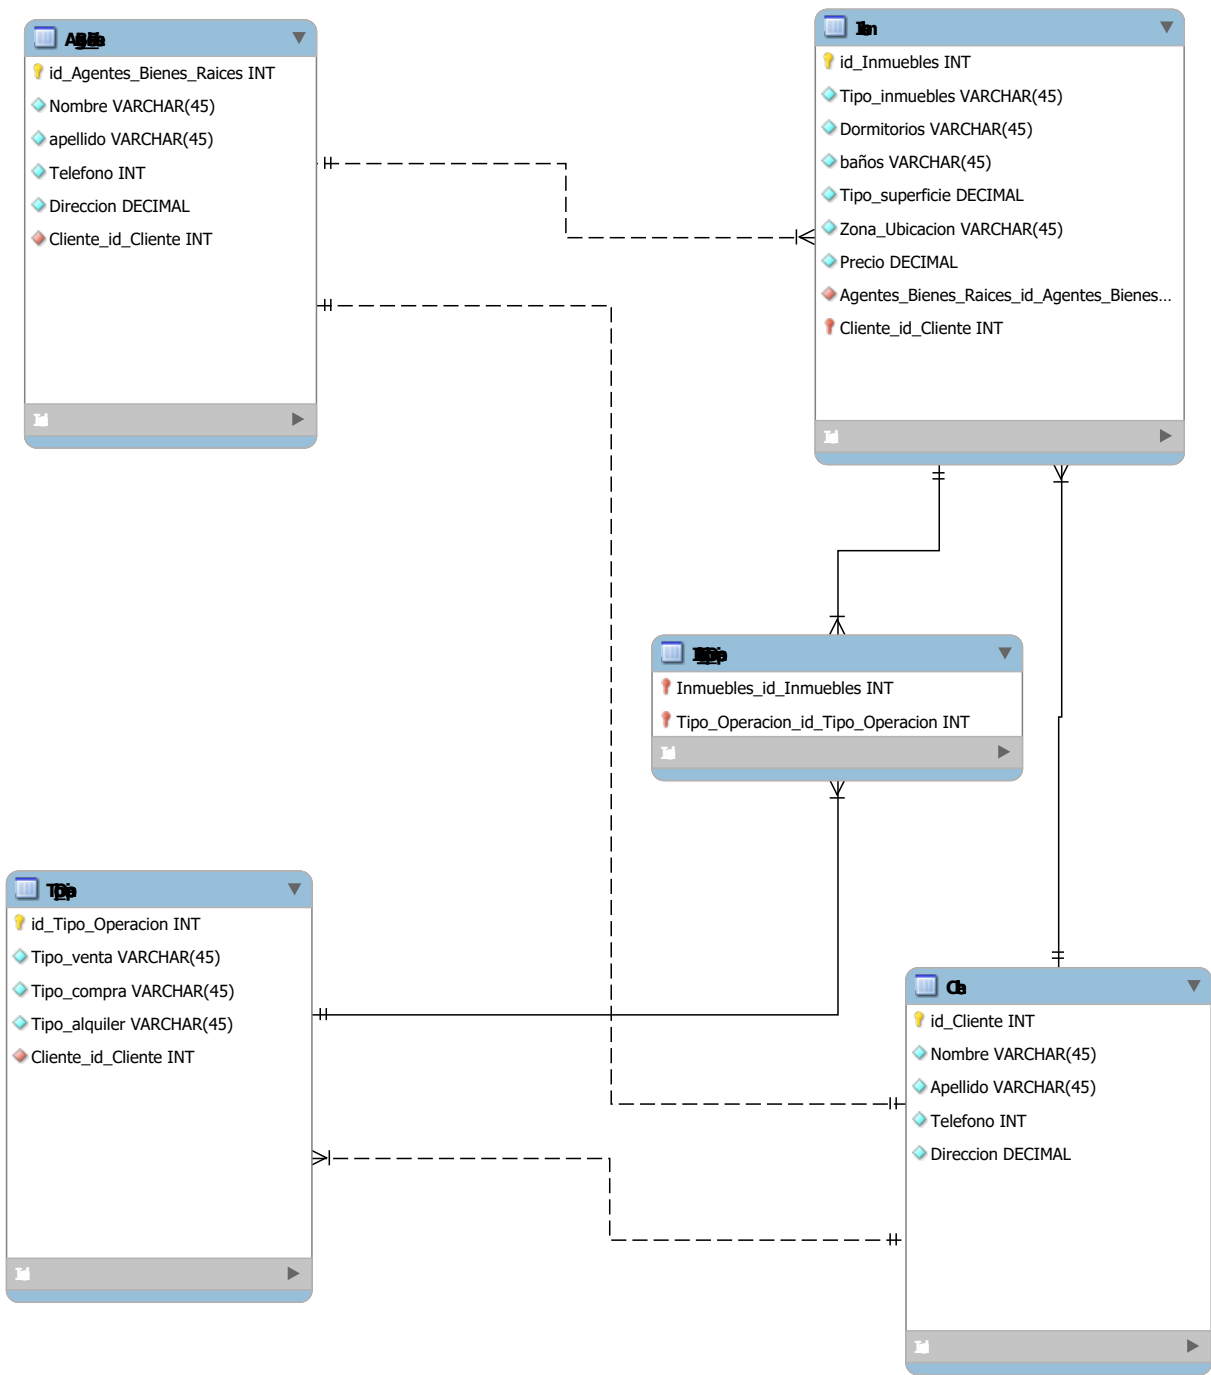 id_Agentes_Bienes_Raices INT
Nombre VARCHAR(45)
apellido VARCHAR(45)
Telefono INT
Direccion DECIMAL
Cliente_id_Cliente INT
id_Inmuebles INT
Tipo_inmuebles VARCHAR(45)
Dormitorios VARCHAR(45)
baños VARCHAR(45)
Tipo_superficie DECIMAL
Zona_Ubicacion VARCHAR(45)
Precio DECIMAL
Agentes_Bienes_Raices_id_Agentes_Bienes...
Cliente_id_Cliente INT
Inmuebles_id_Inmuebles INT
Tipo_Operacion_id_Tipo_Operacion INT
id_Tipo_Operacion INT
Tipo_venta VARCHAR(45)
Tipo_compra VARCHAR(45)
Tipo_alquiler VARCHAR(45)
Cliente_id_Cliente INT
id_Cliente INT
Nombre VARCHAR(45)
Apellido VARCHAR(45)
Telefono INT
Direccion DECIMAL